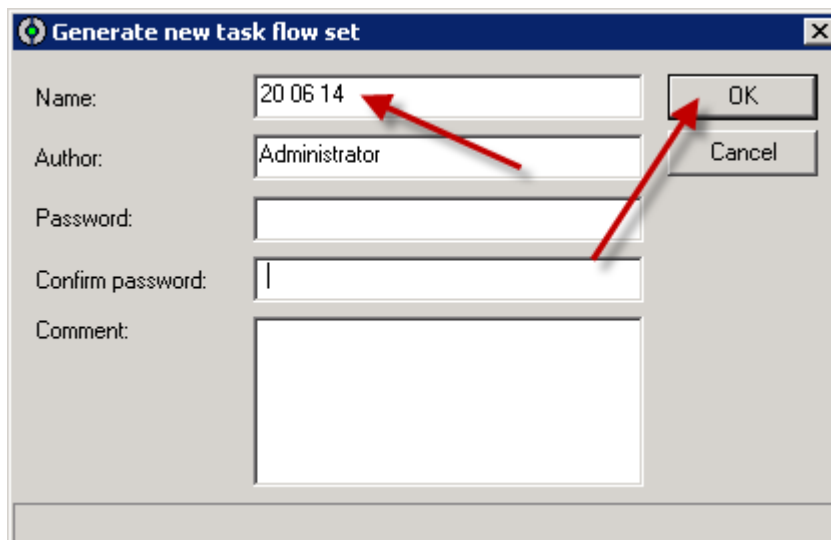 Generate new task flow set
Name: 20 06 14
OK
Author: Administrator
Cancel
Password:
Confirm password:
Comment: